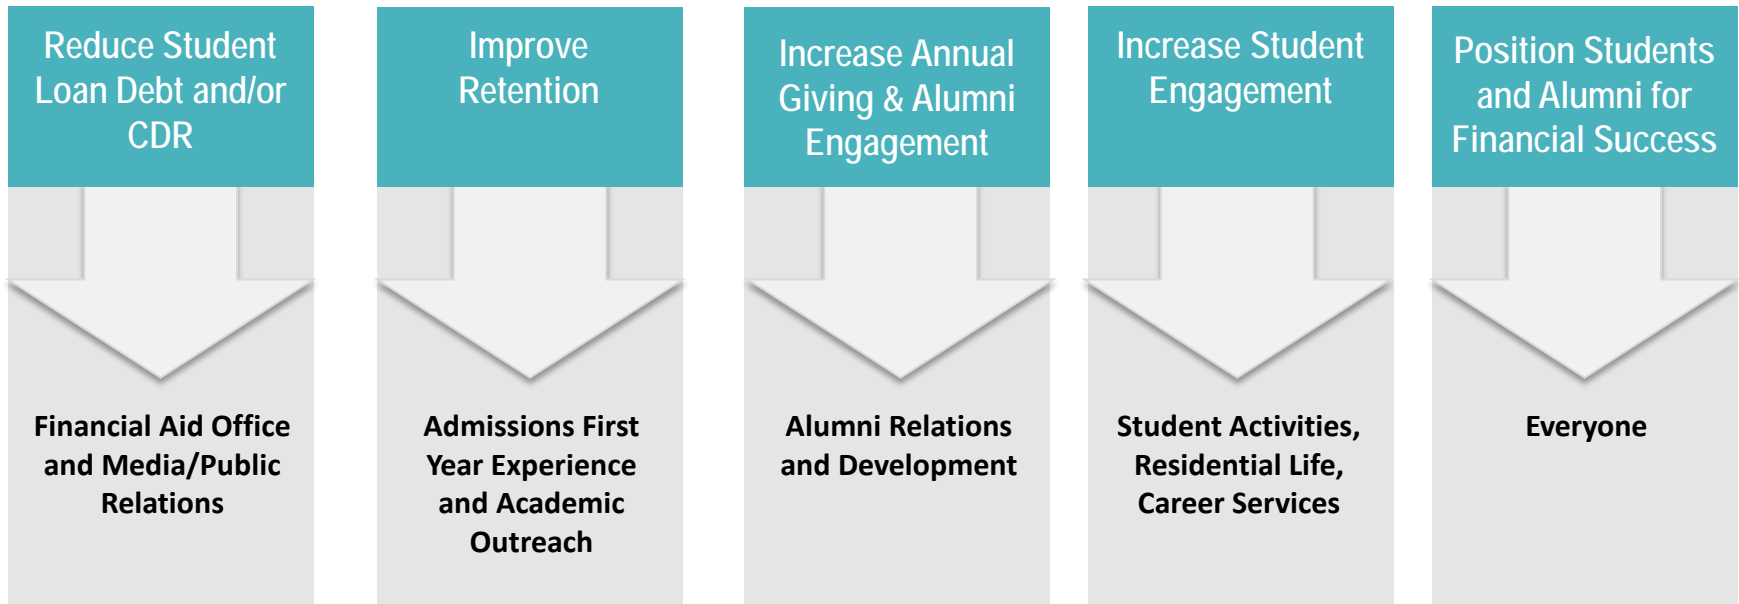 Reduce Student
Loan Debt and/or
CDR
Improve
Retention
Increase Annual
Giving & Alumni
Engagement
Increase Student
Engagement
Position Students
and Alumni for
Financial Success
Financial Aid Office
and Media/Public
Relations
Admissions First
Year Experience
and Academic
Outreach
Alumni Relations
and Development
Student Activities,
Residential Life,
Career Services
Everyone